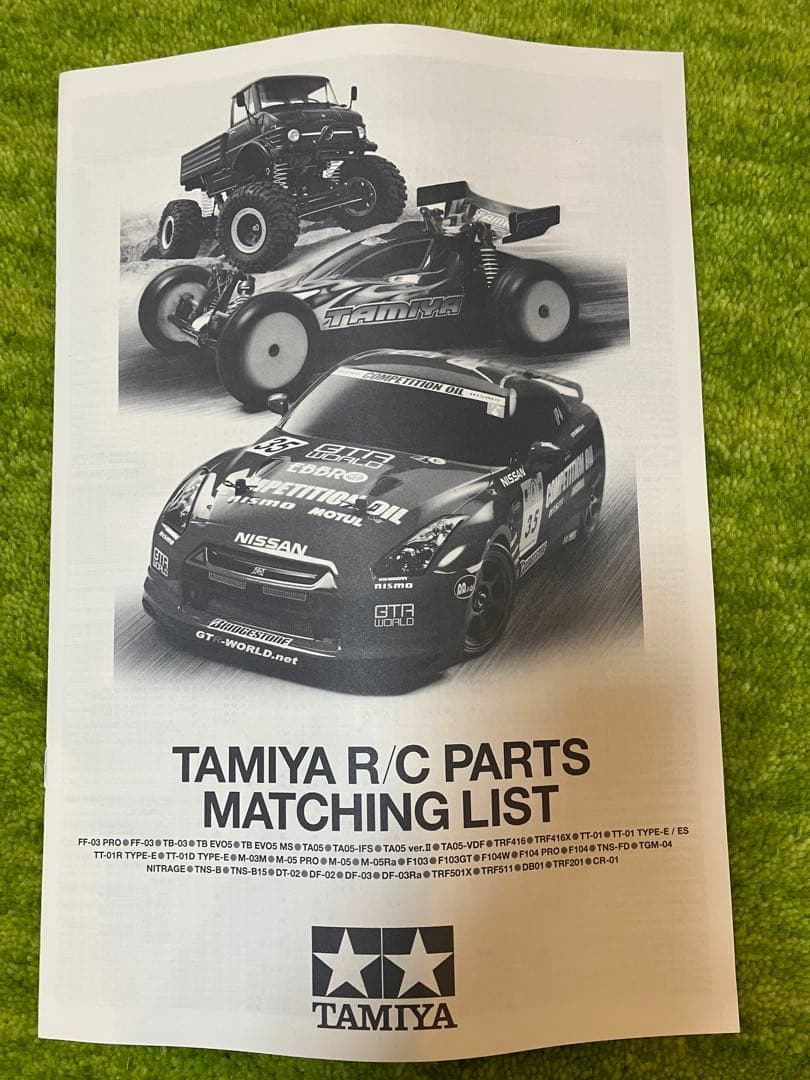 TAMIYA
COMPETITION OIL
35
GTR
WORLD
EBBRO
COMPETITION OIL
nismo MOTUL
NISSAN
COMPETITION OIL
35
NISSAN
nismo
GTR
WORLD
BRIDGESTONE
GTR-WORLD.net
TAMIYA R/C PARTS
MATCHING LIST
FF-03 PRO●FF-03●TB-03●TB EVO5●TB EVO5 MS●TA05●TA05-IFS●TA05 ver.II●TA05-VDF●TRF416●TRF416X●TT-01●TT-01 TYPE-E / ES
TT-01R TYPE-E●TT-01D TYPE-E●M-03M●M-05 PRO●M-05●M-05Ra●F103●F103GT●F104W●F104 PRO●F104●TNS-FD●TGM-04
NITRAGE●TNS-B●TNS-B15●DT-02●DF-02●DF-03●DF-03Ra●TRF501X●TRF511●DB01●TRF201●CR-01
TAMIYA